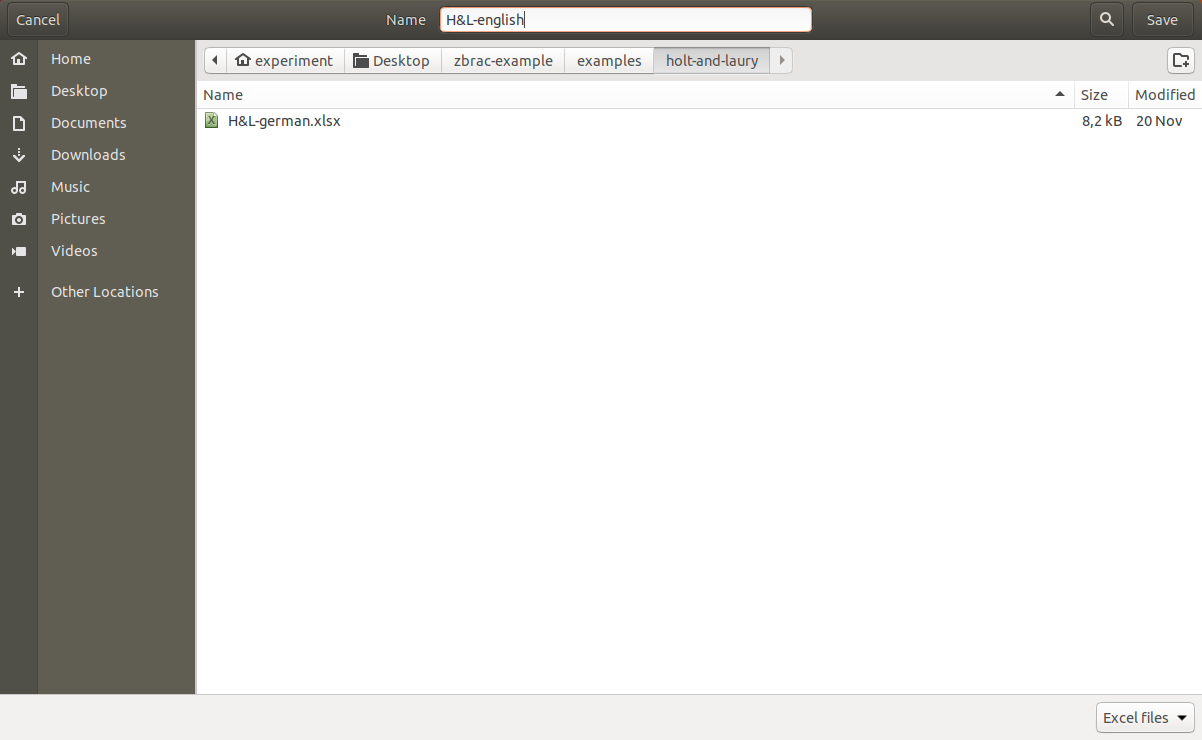 Cancel Name H&L-english Save
Home
Desktop
Documents
Downloads
Music
Pictures
Videos
Other Locations
experiment Desktop zbrac-example examples holt-and-laury
Name Size Modified
H&L-german.xlsx 8,2 kB 20 Nov
Excel files